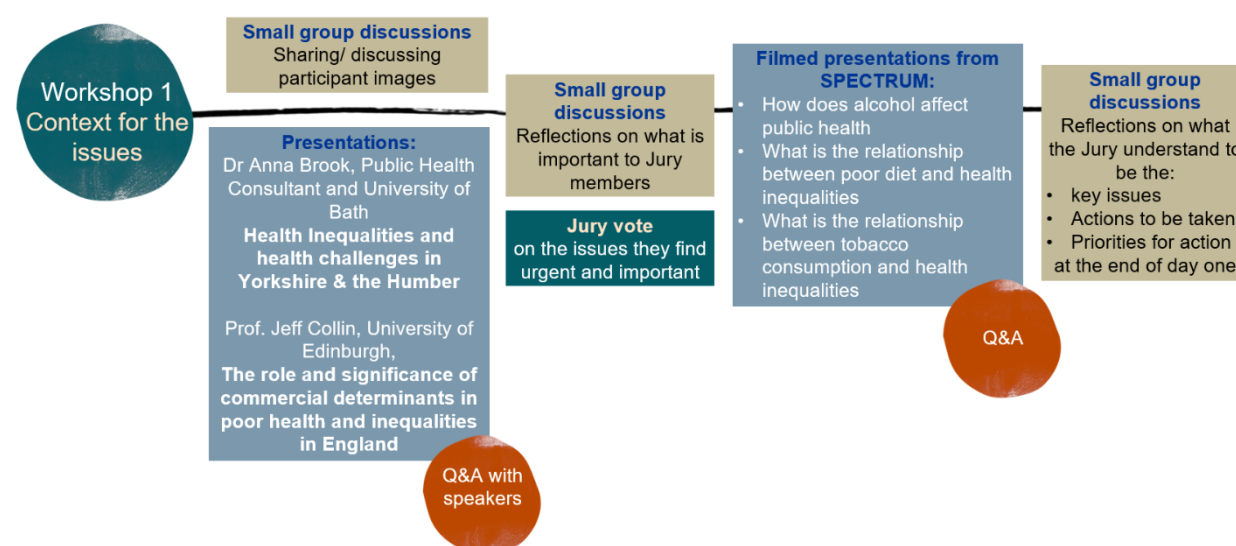 Workshop 1
Context for the
issues
Small group discussions
Sharing/ discussing
participant images
Presentations:
Dr Anna Brook, Public Health
Consultant and University of
Bath
Health Inequalities and
health challenges in
Yorkshire & the Humber
Prof. Jeff Collin, University of
Edinburgh,
The role and significance of
commercial determinants in
poor health and inequalities
in England
Q&A with
speakers
Small group
discussions
Reflections on what is
important to Jury
members
Jury vote
on the issues they find
urgent and important
Filmed presentations from
SPECTRUM:
• How does alcohol affect
public health
• What is the relationship
between poor diet and health
inequalities
• What is the relationship
between tobacco
consumption and health
inequalities
Q&A
Small group
discussions
Reflections on what
the Jury understand to
be the:
• key issues
• Actions to be taken
• Priorities for action
at the end of day one